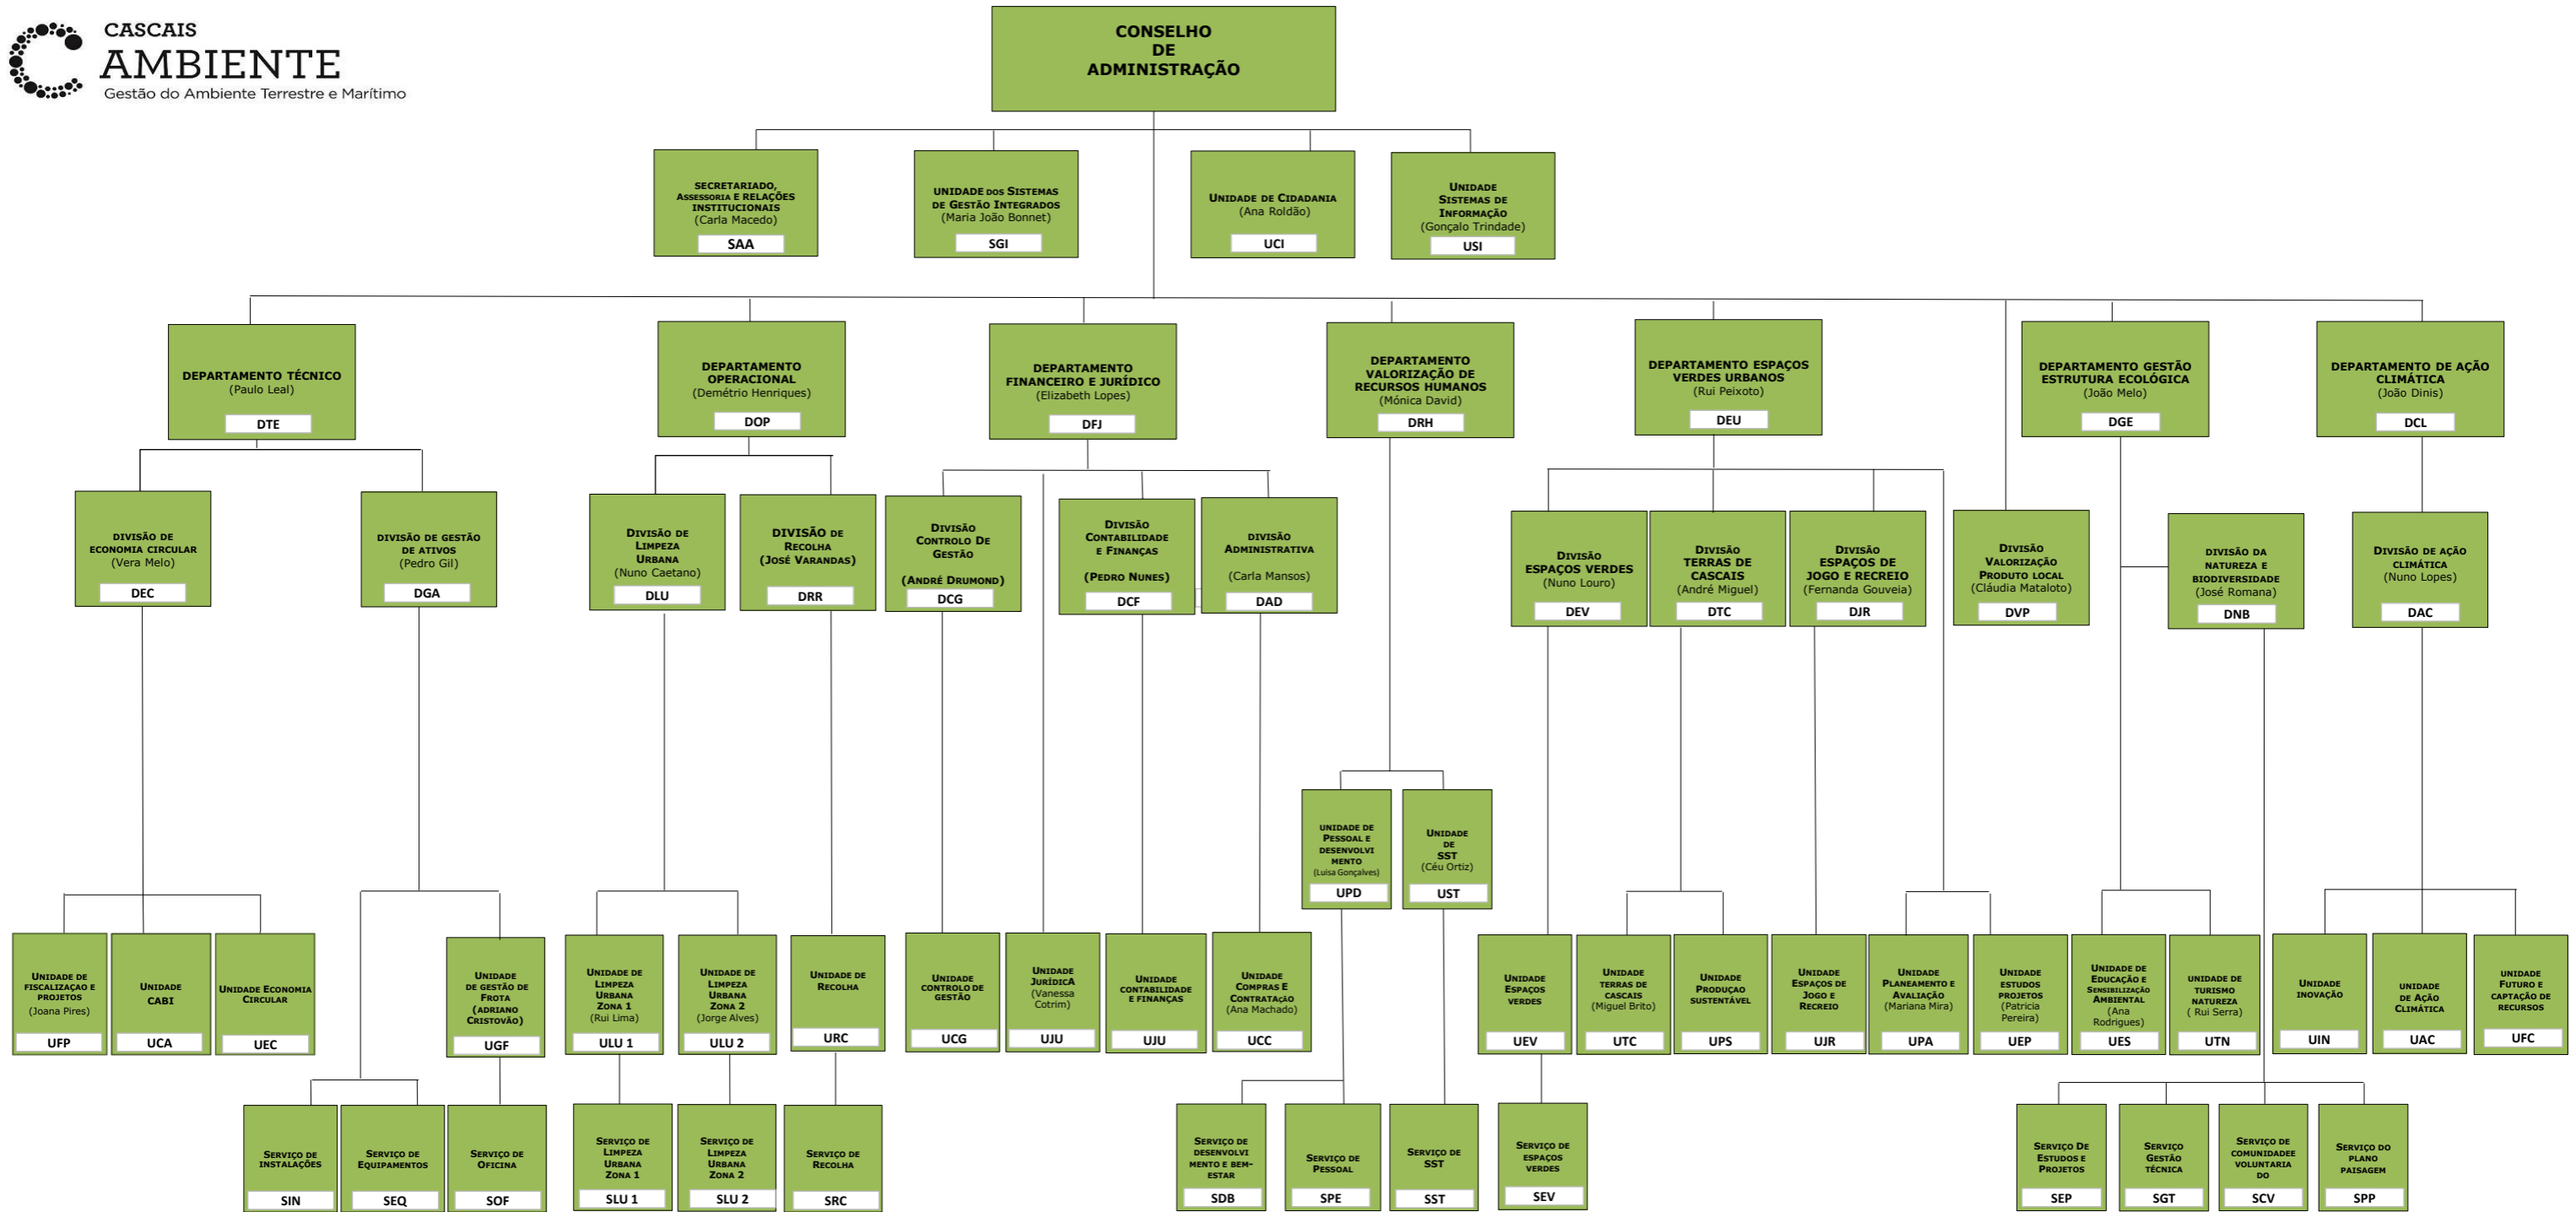 CASCAIS
AMBIENTE
Gestão do Ambiente Terrestre e Marítimo
CONSELHO
DE
ADMINISTRAÇÃO
SECRETARIADO,
ASSESSORIA E RELAÇÕES
INSTITUCIONAIS
(Carla Macedo)
SAA
UNIDADE DOS SISTEMAS
DE GESTÃO INTEGRADOS
(Maria João Bonnet)
SGI
UNIDADE DE CIDADANIA
(Ana Roldão)
UCI
UNIDADE
SISTEMAS DE
INFORMAÇÃO
(Gonçalo Trindade)
USI
DEPARTAMENTO TÉCNICO
(Paulo Leal)
DTE
DEPARTAMENTO
OPERACIONAL
(Demétrio Henriques)
DOP
DEPARTAMENTO
FINANCEIRO E JURÍDICO
(Elizabeth Lopes)
DFJ
DEPARTAMENTO
VALORIZAÇÃO DE
RECURSOS HUMANOS
(Mónica David)
DRH
DEPARTAMENTO ESPAÇOS
VERDES URBANOS
(Rui Peixoto)
DEU
DEPARTAMENTO GESTÃO
ESTRUTURA ECOLÓGICA
(João Melo)
DGE
DEPARTAMENTO DE AÇÃO
CLIMÁTICA
(João Dinis)
DCL
DIVISÃO DE
ECONOMIA CIRCULAR
(Vera Melo)
DEC
DIVISÃO DE GESTÃO
DE ATIVOS
(Pedro Gil)
DGA
DIVISÃO DE
LIMPEZA
URBANA
(Nuno Caetano)
DLU
DIVISÃO DE
RECOLHA
(JOSÉ VARANDAS)
DRR
DIVISÃO
CONTROLO DE
GESTÃO
(ANDRÉ DRUMOND)
DCG
DIVISÃO
CONTABILIDADE
E FINANÇAS
(PEDRO NUNES)
DCF
DIVISÃO
ADMINISTRATIVA
(Carla Mansos)
DAD
DIVISÃO
ESPAÇOS VERDES
(Nuno Louro)
DEV
DIVISÃO
TERRAS DE
CASCAIS
(André Miguel)
DTC
DIVISÃO
ESPAÇOS DE
JOGO E RECREIO
(Fernanda Gouveia)
DJR
DIVISÃO
VALORIZAÇÃO
PRODUTO LOCAL
(Cláudia Mataloto)
DVP
DIVISÃO DA
NATUREZA E
BIODIVERSIDADE
(José Romana)
DNB
DIVISÃO DE AÇÃO
CLIMÁTICA
(Nuno Lopes)
DAC
UNIDADE DE
PESSOAL E
DESENVOLVI
MENTO
(Luisa Gonçalves)
UPD
UNIDADE
DE
SST
(Céu Ortiz)
UST
UNIDADE DE
FISCALIZAÇAO E
PROJETOS
(Joana Pires)
UFP
UNIDADE
CABI
UCA
UNIDADE ECONOMIA
CIRCULAR
UEC
UNIDADE
DE GESTÃO DE
FROTA
(ADRIANO
CRISTOVÃO)
UGF
UNIDADE DE
LIMPEZA
URBANA
ZONA 1
(Rui Lima)
ULU 1
UNIDADE DE
LIMPEZA
URBANA
ZONA 2
(Jorge Alves)
ULU 2
UNIDADE DE
RECOLHA
URC
UNIDADE
CONTROLO DE
GESTÃO
UCG
UNIDADE
JURÍDICA
(Vanessa
Cotrim)
UJU
UNIDADE
CONTABILIDADE
E FINANÇAS
UJU
UNIDADE
COMPRAS E
CONTRATAÇÃO
(Ana Machado)
UCC
UNIDADE
ESPAÇOS
VERDES
UEV
UNIDADE
TERRAS DE
CASCAIS
(Miguel Brito)
UTC
UNIDADE
PRODUÇAO
SUSTENTÁVEL
UPS
UNIDADE
ESPAÇOS DE
JOGO E
RECREIO
UJR
UNIDADE
PLANEAMENTO E
AVALIAÇÃO
(Mariana Mira)
UPA
UNIDADE
ESTUDOS
PROJETOS
(Patricia
Pereira)
UEP
UNIDADE DE
EDUCAÇÃO E
SENSIBILIZAÇÃO
AMBIENTAL
(Ana
Rodrigues)
UES
UNIDADE DE
TURISMO
NATUREZA
( Rui Serra)
UTN
UNIDADE
INOVAÇÃO
UIN
UNIDADE
DE AÇÃO
CLIMÁTICA
UAC
UNIDADE
FUTURO E
CAPTAÇÃO DE
RECURSOS
UFC
SERVIÇO DE
INSTALAÇÕES
SIN
SERVIÇO DE
EQUIPAMENTOS
SEQ
SERVIÇO DE
OFICINA
SOF
SERVIÇO DE
LIMPEZA
URBANA
ZONA 1
SLU 1
SERVIÇO DE
LIMPEZA
URBANA
ZONA 2
SLU 2
SERVIÇO DE
RECOLHA
SRC
SERVIÇO DE
DESENVOLVI
MENTO E BEM-
ESTAR
SDB
SERVIÇO DE
PESSOAL
SPE
SERVIÇO DE
SST
SST
SERVIÇO DE
ESPAÇOS
VERDES
SEV
SERVIÇO DE
ESTUDOS E
PROJETOS
SEP
SERVIÇO
GESTÃO
TÉCNICA
SGT
SERVIÇO DE
COMUNIDADEE
VOLUNTARIA
DO
SCV
SERVIÇO DO
PLANO
PAISAGEM
SPP